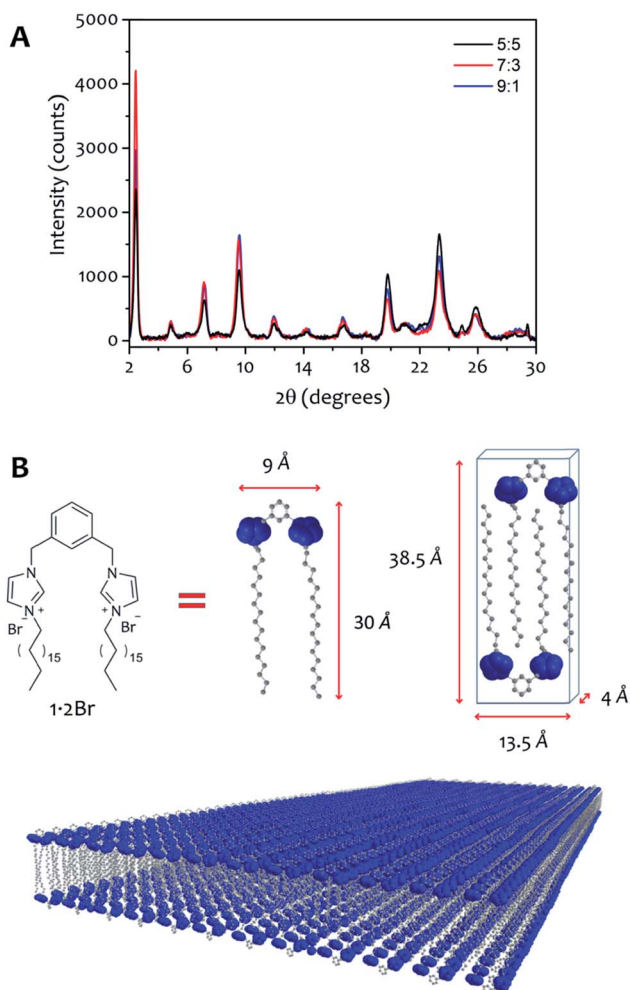 A
5000
4000
3000
2000
1000
0
Intensity (counts)
5:5
7:3
9:1
2 6 10 14 18 22 26 30
2θ (degrees)
B
9 Å
38.5 Å
30 Å
N N
N + N +
Br − Br −
( ) 15 ( ) 15
1·2Br
=
4 Å
13.5 Å